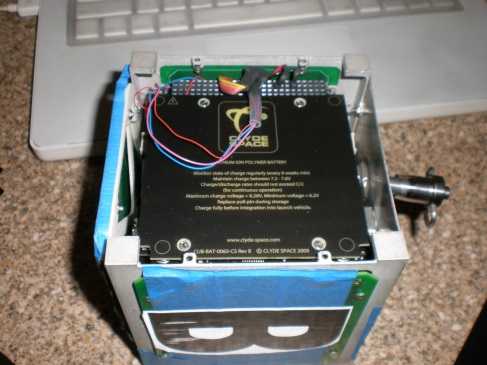 CLYDE
SPACE
LITHIUM ION POLYMER BATTERY
Monitor state of charge regularly (every 6 weeks min)
Maintain charge between 7.2 - 7.6V
Charge/discharge rates should not exceed C/2
(for continuous operation)
Maximum charge voltage = 8.26V, Minimum voltage = 6.2V
Replace pull-pin during storage
Charge fully before integration into launch vehicle.
www.clyde-space.com
CUB-BAT-0063-CS Rev B © CLYDE SPACE 2009